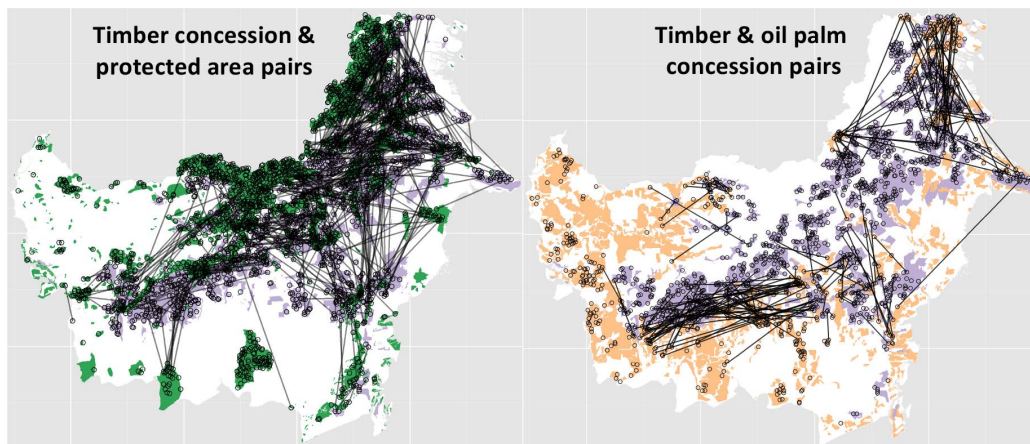 Timber concession &
protected area pairs
Timber & oil palm
concession pairs